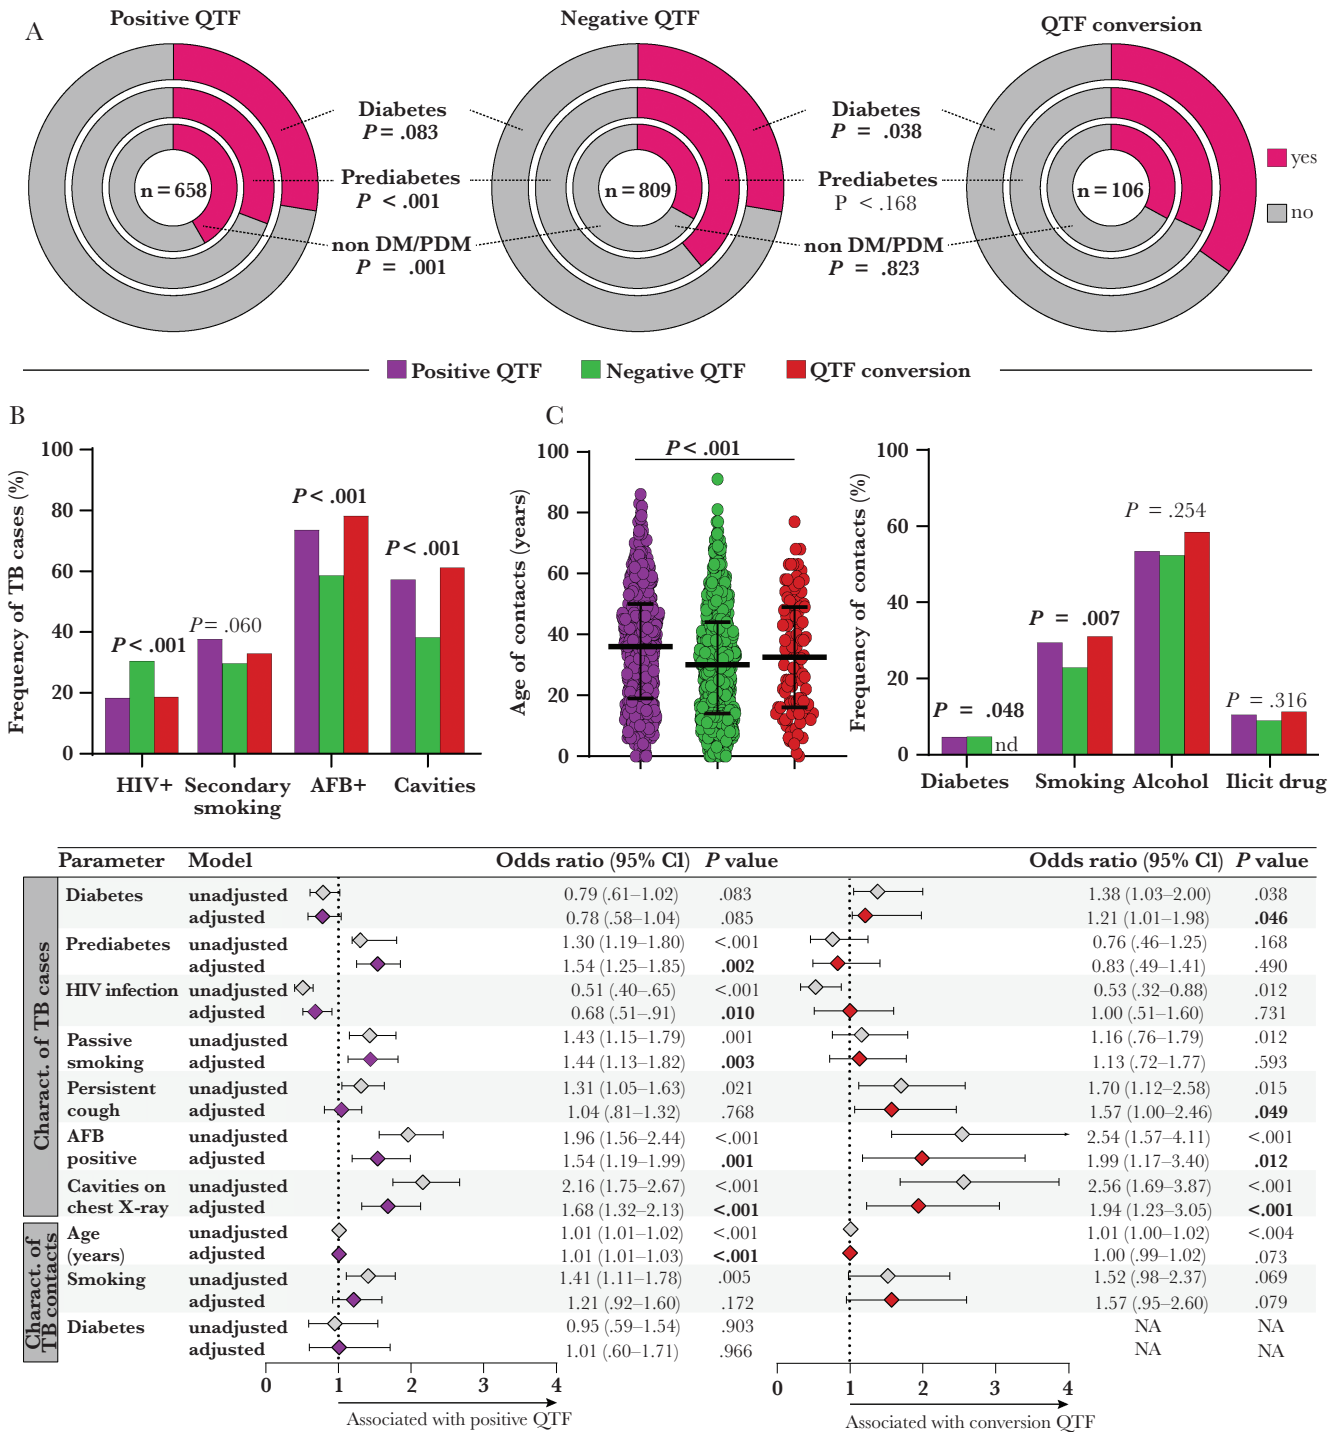 A
Positive QTF
Negative QTF
QTF conversion
n=658
n=809
n=106
Diabetes
P = .083
Prediabetes
P < .001
non DM/PDM
P = .001
Diabetes
P = .038
Prediabetes
P < .168
non DM/PDM
P = .823
yes
no
Positive QTF
Negative QTF
QTF conversion
B
Frequency of TB cases (%)
100
80
60
40
20
0
P < .001
P = .060
P < .001
P < .001
HIV+
Secondary smoking
AFB+
Cavities
C
Age of contacts (years)
100
80
60
40
20
0
P < .001
Frequency of contacts (%)
100
60
40
20
0
P = .048
nd
P = .007
P = .254
P = .316
Diabetes
Smoking
Alcohol
Ilicit drug
Parameter Model Odds ratio (95% Cl) P value Odds ratio (95% Cl) P value
Charact. of TB cases
Diabetes unadjusted 0.79 (.61–1.02) .083 1.38 (1.03–2.00) .038
adjusted 0.78 (.58–1.04) .085 1.21 (1.01–1.98) .046
Prediabetes unadjusted 1.30 (1.19–1.80) <.001 0.76 (.46–1.25) .168
adjusted 1.54 (1.25–1.85) .002 0.83 (.49–1.41) .490
HIV infection unadjusted 0.51 (.40–.65) <.001 0.53 (.32–0.88) .012
adjusted 0.68 (.51–.91) .010 1.00 (.51–1.60) .731
Passive unadjusted 1.43 (1.15–1.79) .001 1.16 (.76–1.79) .012
smoking adjusted 1.44 (1.13–1.82) .003 1.13 (.72–1.77) .593
Persistent unadjusted 1.31 (1.05–1.63) .021 1.70 (1.12–2.58) .015
cough adjusted 1.04 (.81–1.32) .768 1.57 (1.00–2.46) .049
AFB unadjusted 1.96 (1.56–2.44) <.001 2.54 (1.57–4.11) <.001
positive adjusted 1.54 (1.19–1.99) .001 1.99 (1.17–3.40) .012
Cavities on unadjusted 2.16 (1.75–2.67) <.001 2.56 (1.69–3.87) <.001
chest X-ray adjusted 1.68 (1.32–2.13) <.001 1.94 (1.23–3.05) <.001
Charact. of TB contacts
Age unadjusted 1.01 (1.01–1.02) <.001 1.01 (1.00–1.02) <.004
(years) adjusted 1.01 (1.01–1.03) <.001 1.00 (.99–1.02) .073
Smoking unadjusted 1.41 (1.11–1.78) .005 1.52 (.98–2.37) .069
adjusted 1.21 (.92–1.60) .172 1.57 (.95–2.60) .079
Diabetes unadjusted 0.95 (.59–1.54) .903 NA NA
adjusted 1.01 (.60–1.71) .966 NA NA
0 1 2 3 4
0 1 2 3 4
Associated with positive QTF
Associated with conversion QTF